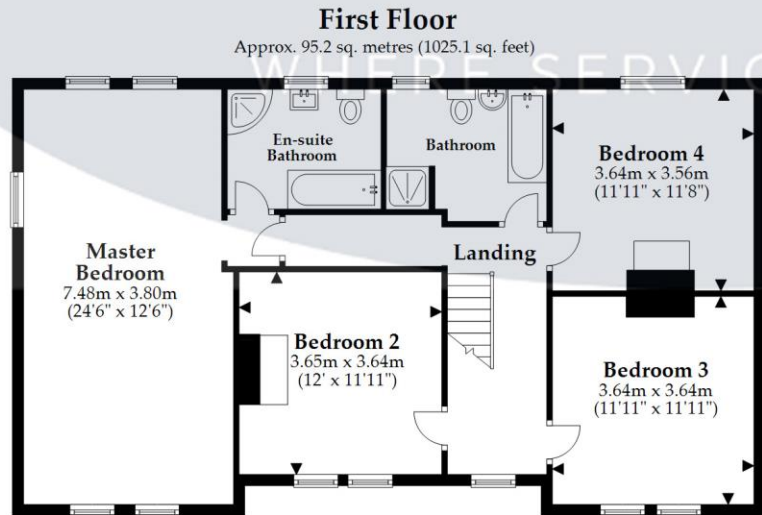 First Floor
Approx. 95.2 sq. metres (1025.1 sq. feet)
WHERE SERVIC
En-suite
Bathroom
Bathroom
Bedroom 4
3.64m x 3.56m
(11'11" x 11'8")
Master
Bedroom
7.48m x 3.80m
(24'6" x 12'6")
Landing
Bedroom 2
3.65m x 3.64m
(12' x 11'11")
Bedroom 3
3.64m x 3.64m
(11'11" x 11'11")